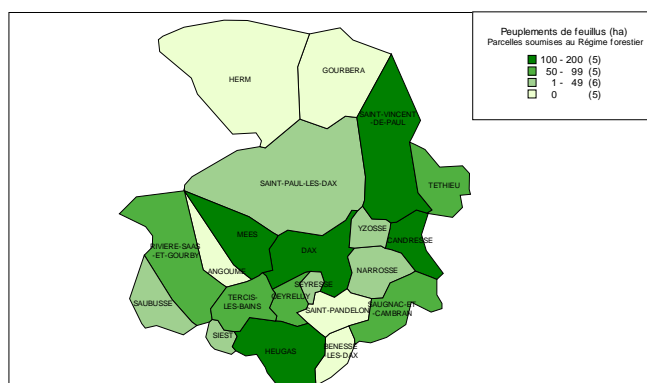 Peuplements de feuillus (ha)
Parcelles soumises au Régime forestier
100 - 200 (5)
50 - 99 (5)
1 - 49 (6)
0 (5)
HERM
GOURBERA
SAINT-VINCENT
-DE-PAUL
SAINT-PAUL-LES-DAX
TETHIEU
YZOSSE
MEES
CANDRESSE
RIVIERE-SAAS
-ET-GOURBY
DAX
ANGOUME
NARROSSE
SEYRESSE
OEYRELUY
TERCIS-
LES-BAINS
SAUBUSSE
SAUGNAC-ET
-CAMBRAN
SAINT-PANDELON
SIEST
BENESSE
-LES-DAX
HEUGAS